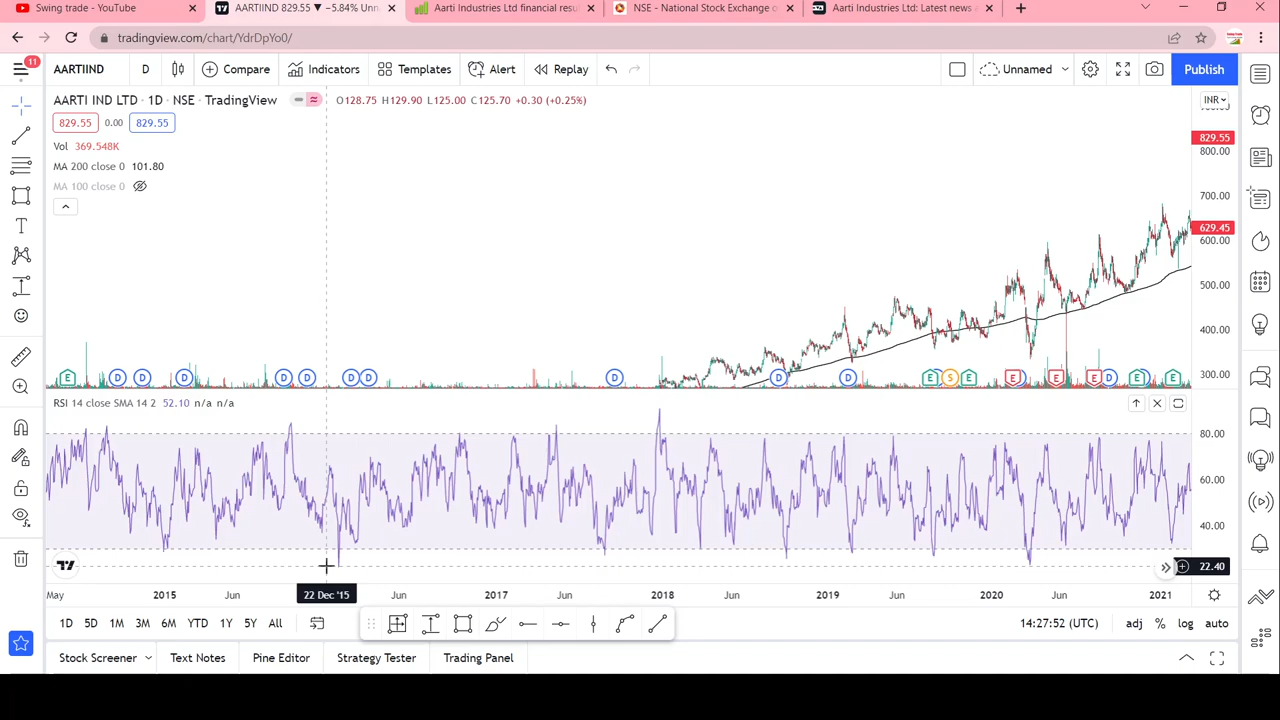 Swing trade - YouTube
AARTIIND 829.55 ▼ −5.84% Unn
Aarti Industries Ltd financial resu
NSE - National Stock Exchange o
Aarti Industries Ltd: Latest news a
tradingview.com/chart/YdrDpYo0/
11
AARTIIND D Compare Indicators Templates Alert Replay Unnamed Publish
AARTI IND LTD · 1D · NSE · TradingView
O128.75 H129.90 L125.00 C125.70 +0.30 (+0.25%)
INR
829.55 0.00 829.55
Vol 369.548K
MA 200 close 0 101.80
MA 100 close 0
829.55
800.00
700.00
629.45
600.00
500.00
400.00
300.00
E D D D D D D D D D D E S E E E E D E E
RSI 14 close SMA 14 2 52.10 n/a n/a
80.00
60.00
40.00
22.40
May 2015 Jun 22 Dec '15 Jun 2017 Jun 2018 Jun 2019 Jun 2020 Jun 2021
1D 5D 1M 3M 6M YTD 1Y 5Y All
14:27:52 (UTC) adj % log auto
Stock Screener Text Notes Pine Editor Strategy Tester Trading Panel